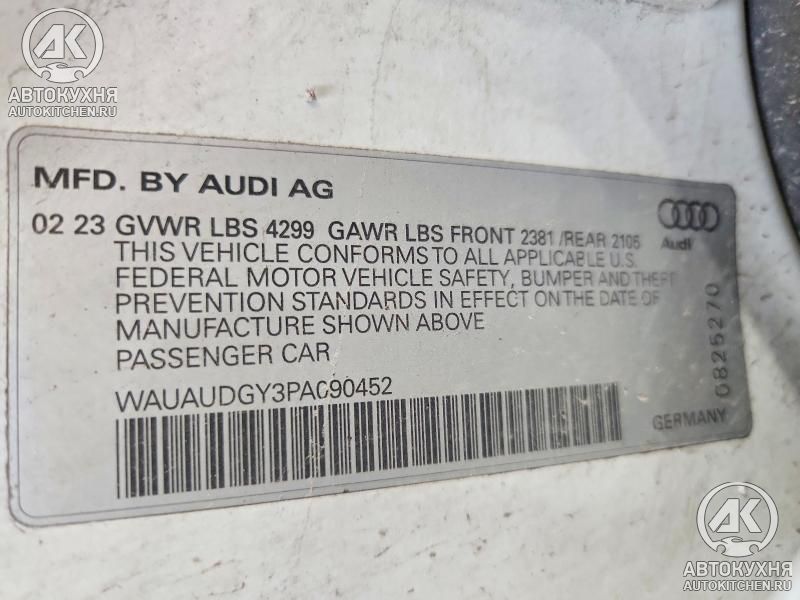 AK
АВТОКУХНЯ
AUTOKITCHEN.RU
MFD. BY AUDI AG
02 23 GVWR LBS 4299 GAWR LBS FRONT 2381 /REAR 2105
Audi
THIS VEHICLE CONFORMS TO ALL APPLICABLE U.S.
FEDERAL MOTOR VEHICLE SAFETY, BUMPER AND THEFT
PREVENTION STANDARDS IN EFFECT ON THE DATE OF
MANUFACTURE SHOWN ABOVE
PASSENGER CAR
WAUAUDGY3PA090452
0825270
GERMANY
AK
АВТОКУХНЯ
AUTOKITCHEN.RU